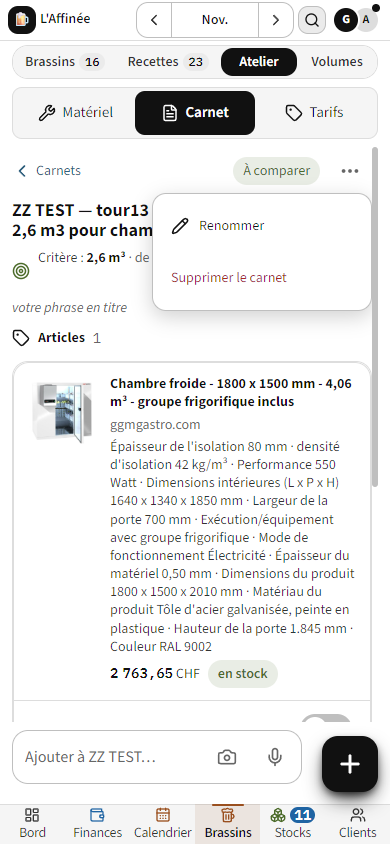 L'Affinée
Nov.
G
A
Brassins 16
Recettes 23
Atelier
Volumes
Matériel
Carnet
Tarifs
Carnets
À comparer
ZZ TEST — tour13
2,6 m3 pour cham
Renommer
Supprimer le carnet
Critère : 2,6 m³ · de
votre phrase en titre
Articles 1
Chambre froide - 1800 x 1500 mm - 4,06
m³ - groupe frigorifique inclus
ggmgastro.com
Épaisseur de l'isolation 80 mm · densité
d'isolation 42 kg/m³ · Performance 550
Watt · Dimensions intérieures (L x P x H)
1640 x 1340 x 1850 mm · Largeur de la
porte 700 mm · Exécution/équipement
avec groupe frigorifique · Mode de
fonctionnement Électricité · Épaisseur du
matériel 0,50 mm · Dimensions du produit
1800 x 1500 x 2010 mm · Matériau du
produit Tôle d'acier galvanisée, peinte en
plastique · Hauteur de la porte 1.845 mm ·
Couleur RAL 9002
2 763,65 CHF
en stock
Ajouter à ZZ TEST…
Bord
Finances
Calendrier
Brassins
Stocks
11
Clients